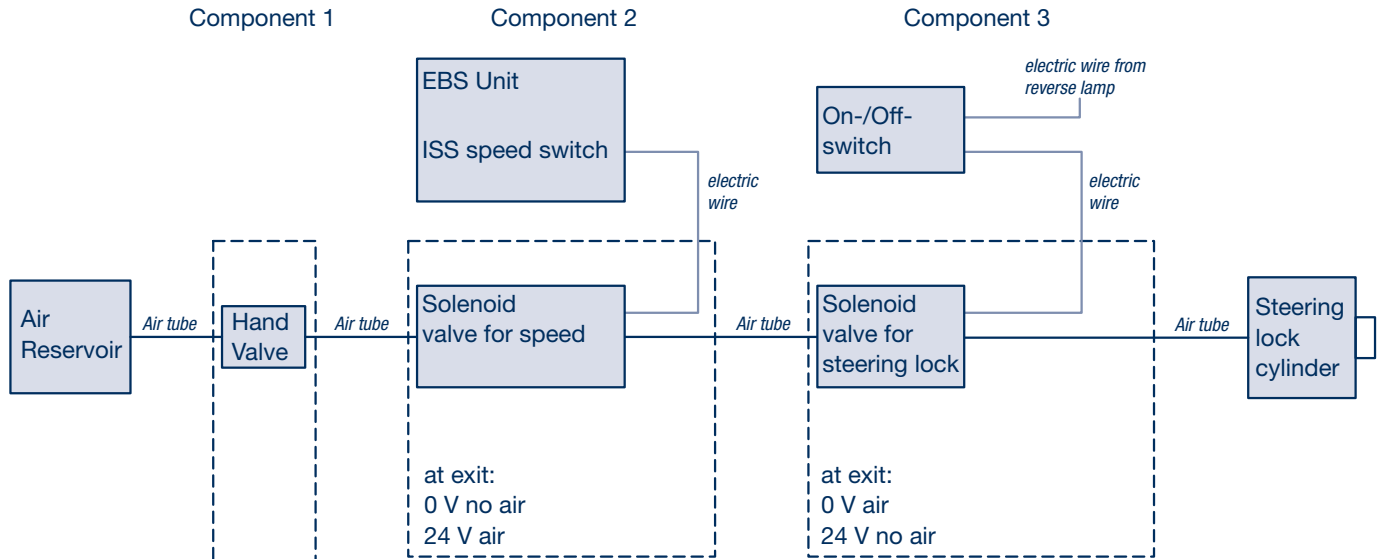 Component 1
Component 2
Component 3
EBS Unit
ISS speed switch
electric wire from
reverse lamp
On-/Off-
switch
electric
wire
electric
wire
Air
Reservoir
Air tube
Hand
Valve
Air tube
Solenoid
valve for speed
Air tube
Solenoid
valve for
steering lock
Air tube
Steering
lock
cylinder
at exit:
0 V no air
24 V air
at exit:
0 V air
24 V no air